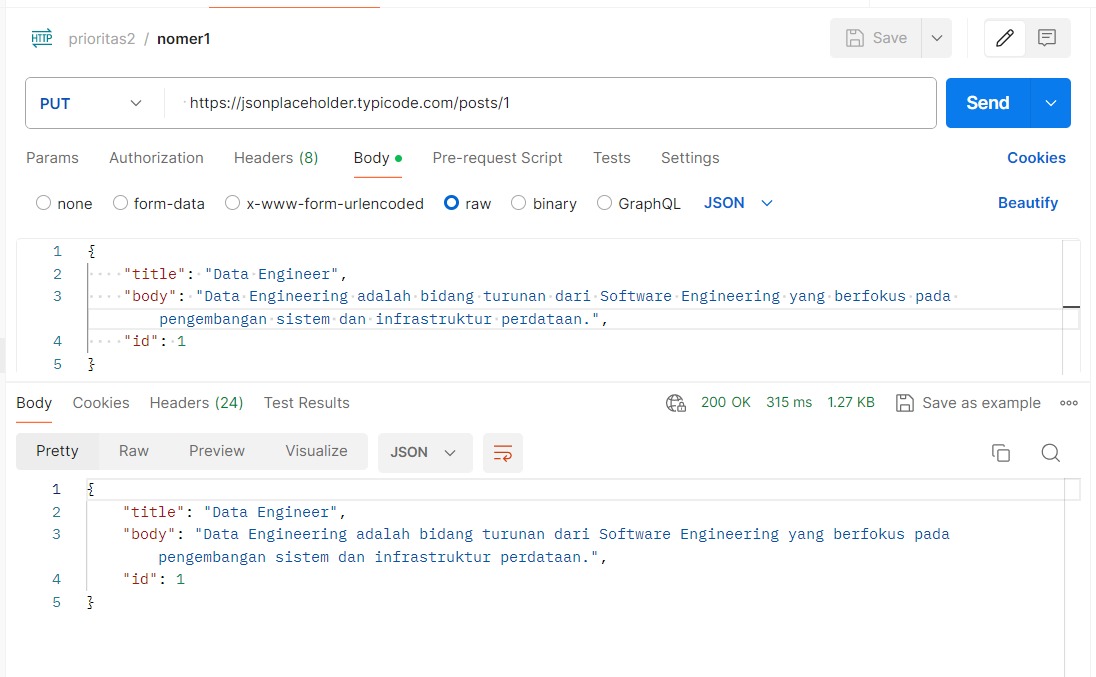 HTTP prioritas2 / nomer1 Save
PUT https://jsonplaceholder.typicode.com/posts/1 Send
Params Authorization Headers (8) Body Pre-request Script Tests Settings Cookies
none form-data x-www-form-urlencoded raw binary GraphQL JSON Beautify
1 {
2 "title": "Data Engineer",
3 "body": "Data Engineering adalah bidang turunan dari Software Engineering yang berfokus pada
pengembangan sistem dan infrastruktur perdataan.",
4 "id": 1
5 }
Body Cookies Headers (24) Test Results 200 OK 315 ms 1.27 KB Save as example
Pretty Raw Preview Visualize JSON
1 {
2 "title": "Data Engineer",
3 "body": "Data Engineering adalah bidang turunan dari Software Engineering yang berfokus pada
pengembangan sistem dan infrastruktur perdataan.",
4 "id": 1
5 }